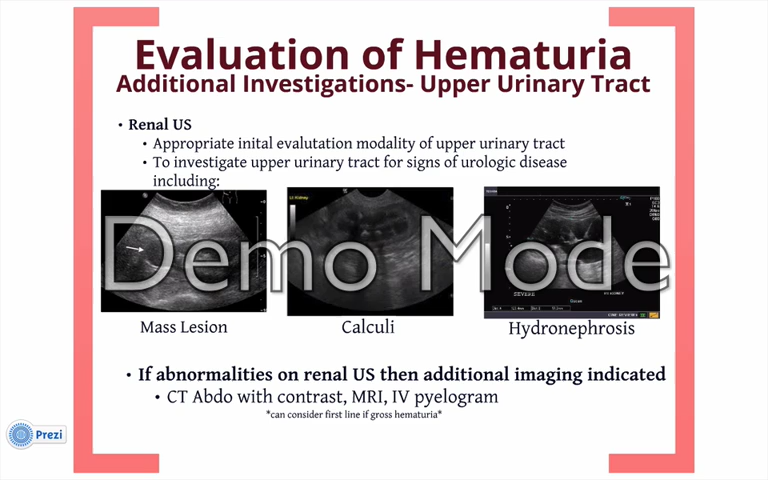 Evaluation of Hematuria
Additional Investigations- Upper Urinary Tract
• Renal US
• Appropriate inital evalutation modality of upper urinary tract
• To investigate upper urinary tract for signs of urologic disease
including:
Demo Mode
Lt Kidney
SEVERE
Mass Lesion
Calculi
Hydronephrosis
• If abnormalities on renal US then additional imaging indicated
• CT Abdo with contrast, MRI, IV pyelogram
*can consider first line if gross hematuria*
Prezi